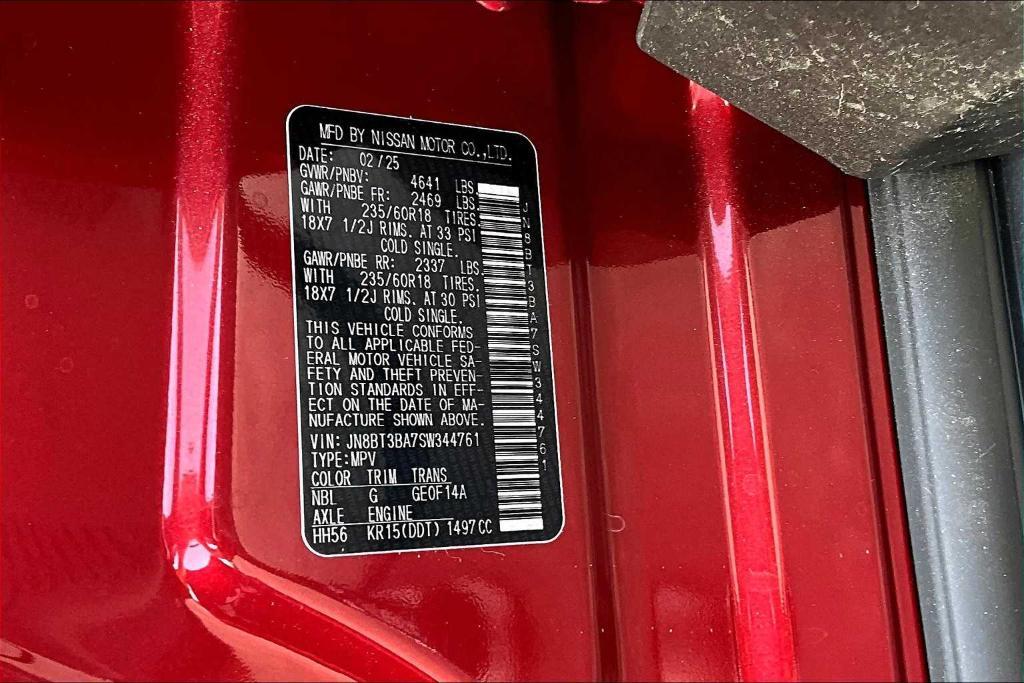 MFD BY NISSAN MOTOR CO.,LTD.
DATE: 02/25
GVWR/PNBV: 4641 LBS.
GAWR/PNBE FR: 2469 LBS.
WITH 235/60R18 TIRES.
18X7 1/2J RIMS. AT 33 PSI
COLD SINGLE.
GAWR/PNBE RR: 2337 LBS.
WITH 235/60R18 TIRES.
18X7 1/2J RIMS. AT 30 PSI
COLD SINGLE.
THIS VEHICLE CONFORMS
TO ALL APPLICABLE FED-
ERAL MOTOR VEHICLE SA-
FETY AND THEFT PREVEN-
TION STANDARDS IN EFF-
ECT ON THE DATE OF MA-
NUFACTURE SHOWN ABOVE.
VIN: JN8BT3BA7SW344761
TYPE:MPV
COLOR TRIM TRANS
NBL G GE0F14A
AXLE ENGINE
HH56 KR15(DDT) 1497CC
JN8BT3BA7SW344761